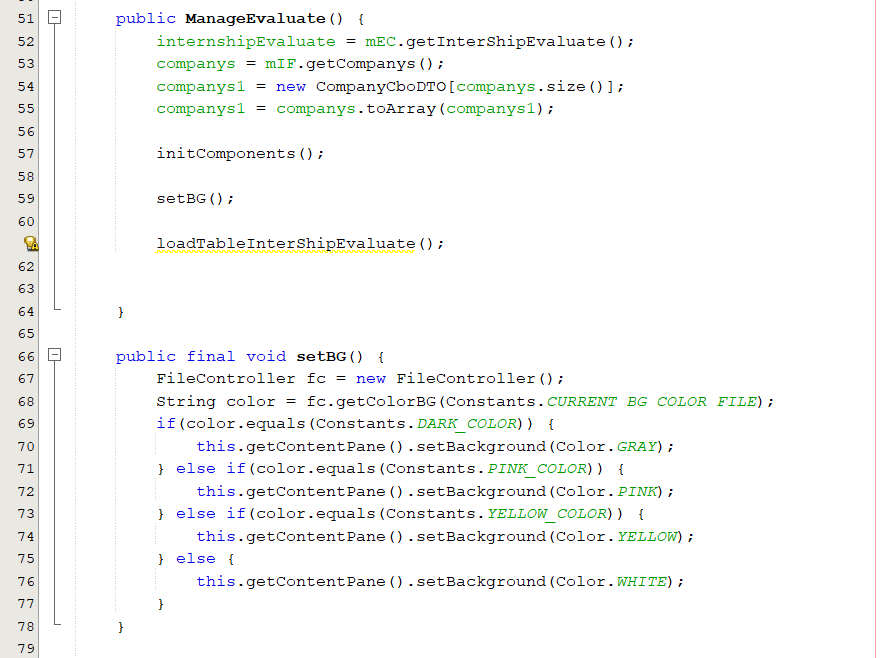 51 public ManageEvaluate() {
52 internshipEvaluate = mEC.getInterShipEvaluate();
53 companys = mIF.getCompanys();
54 companys1 = new CompanyCboDTO[companys.size()];
55 companys1 = companys.toArray(companys1);
56
57 initComponents();
58
59 setBG();
60
loadTableInterShipEvaluate();
62
63
64 }
65
66 public final void setBG() {
67 FileController fc = new FileController();
68 String color = fc.getColorBG(Constants.CURRENT_BG_COLOR_FILE);
69 if(color.equals(Constants.DARK_COLOR)) {
70 this.getContentPane().setBackground(Color.GRAY);
71 } else if(color.equals(Constants.PINK_COLOR)) {
72 this.getContentPane().setBackground(Color.PINK);
73 } else if(color.equals(Constants.YELLOW_COLOR)) {
74 this.getContentPane().setBackground(Color.YELLOW);
75 } else {
76 this.getContentPane().setBackground(Color.WHITE);
77 }
78 }
79